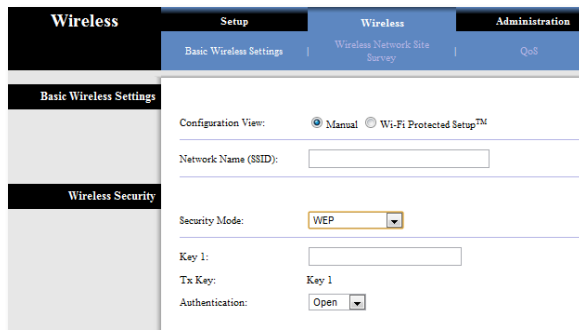 Wireless
Setup
Wireless
Administration
Basic Wireless Settings
|
Wireless Network Site
Survey
|
QoS
Basic Wireless Settings
Configuration View:
Manual
Wi-Fi Protected Setup™
Network Name (SSID):
Wireless Security
Security Mode:
WEP
Key 1:
Tx Key:
Key 1
Authentication:
Open